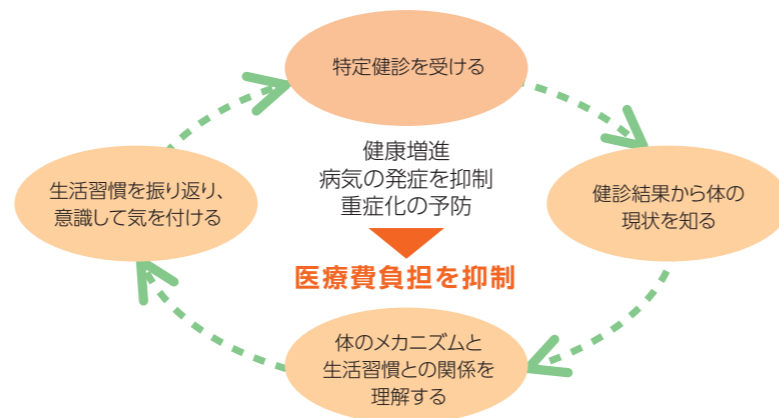 特定健診を受ける
健康増進
病気の発症を抑制
重症化の予防
医療費負担を抑制
健診結果から体の
現状を知る
体のメカニズムと
生活習慣との関係を
理解する
生活習慣を振り返り、
意識して気を付ける